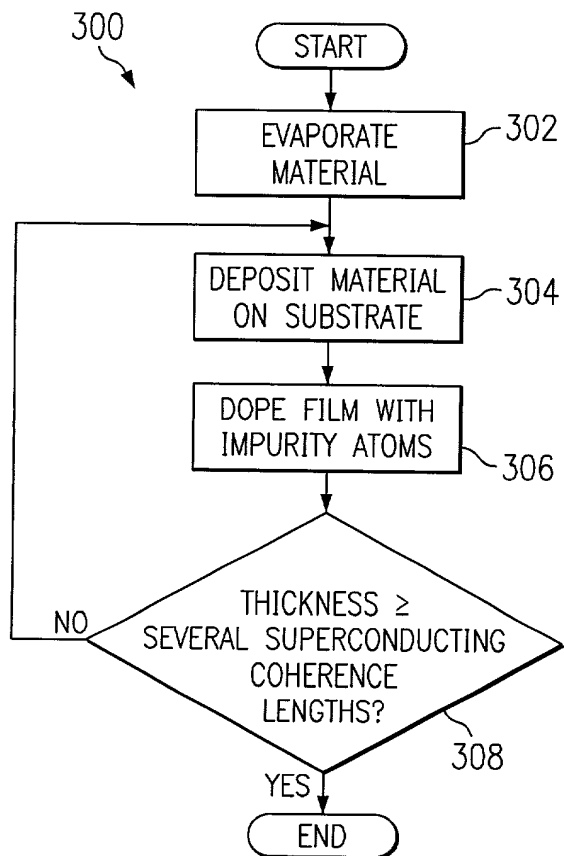 300
START
EVAPORATE
MATERIAL
302
DEPOSIT MATERIAL
ON SUBSTRATE
304
DOPE FILM WITH
IMPURITY ATOMS
306
THICKNESS ≥
SEVERAL SUPERCONDUCTING
COHERENCE
LENGTHS?
NO
308
YES
END